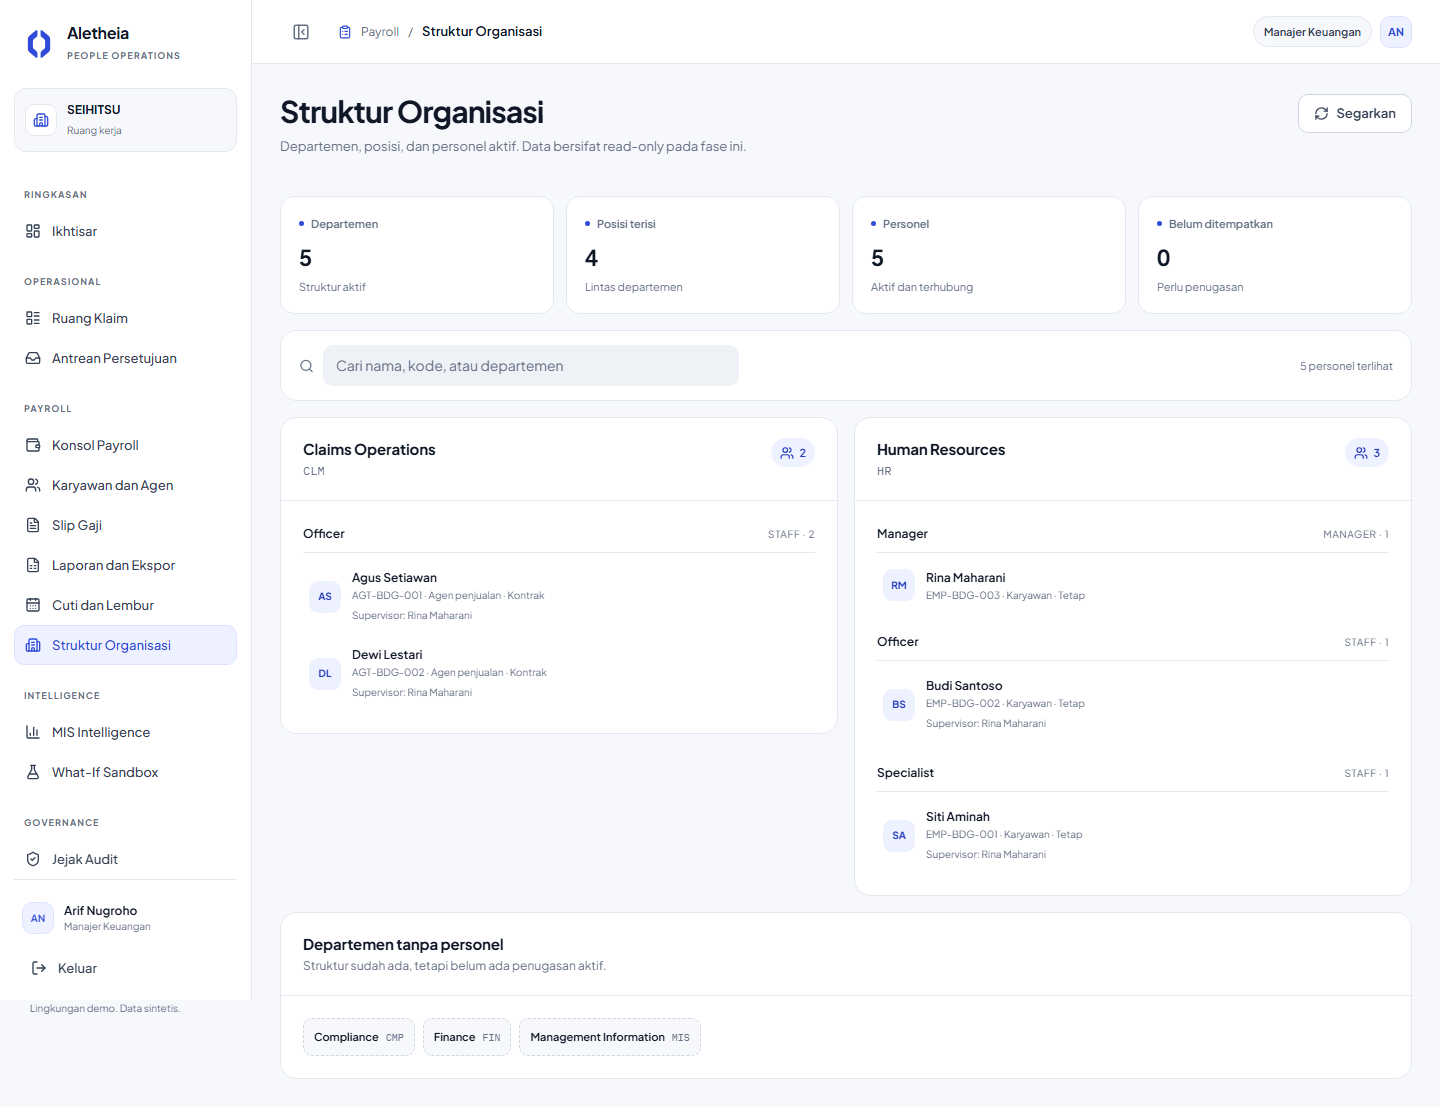 Aletheia
PEOPLE OPERATIONS
SEIHITSU
Ruang kerja
RINGKASAN
Ikhtisar
OPERASIONAL
Ruang Klaim
Antrean Persetujuan
PAYROLL
Konsol Payroll
Karyawan dan Agen
Slip Gaji
Laporan dan Ekspor
Cuti dan Lembur
Struktur Organisasi
INTELLIGENCE
MIS Intelligence
What-If Sandbox
GOVERNANCE
Jejak Audit
AN
Arif Nugroho
Manajer Keuangan
Keluar
Lingkungan demo. Data sintetis.
Payroll / Struktur Organisasi
Manajer Keuangan
AN
Struktur Organisasi
Departemen, posisi, dan personel aktif. Data bersifat read-only pada fase ini.
Segarkan
Departemen
5
Struktur aktif
Posisi terisi
4
Lintas departemen
Personel
5
Aktif dan terhubung
Belum ditempatkan
0
Perlu penugasan
Cari nama, kode, atau departemen
5 personel terlihat
Claims Operations
CLM
2
Officer
STAFF · 2
AS
Agus Setiawan
AGT-BDG-001 · Agen penjualan · Kontrak
Supervisor: Rina Maharani
DL
Dewi Lestari
AGT-BDG-002 · Agen penjualan · Kontrak
Supervisor: Rina Maharani
Human Resources
HR
3
Manager
MANAGER · 1
RM
Rina Maharani
EMP-BDG-003 · Karyawan · Tetap
Officer
STAFF · 1
BS
Budi Santoso
EMP-BDG-002 · Karyawan · Tetap
Supervisor: Rina Maharani
Specialist
STAFF · 1
SA
Siti Aminah
EMP-BDG-001 · Karyawan · Tetap
Supervisor: Rina Maharani
Departemen tanpa personel
Struktur sudah ada, tetapi belum ada penugasan aktif.
Compliance CMP
Finance FIN
Management Information MIS